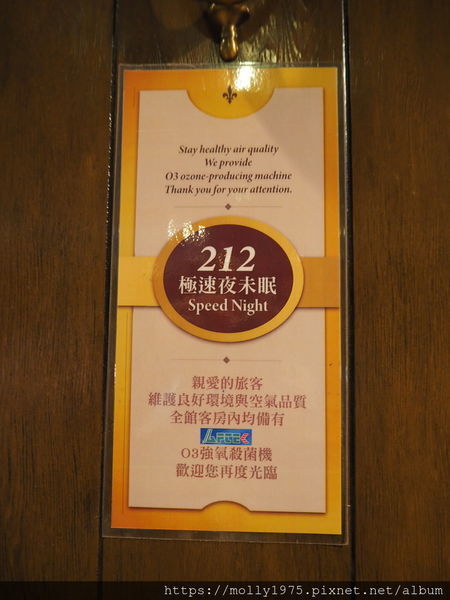 Stay healthy air quality
We provide
O3 ozone-producing machine
Thank you for your attention.
212
極速夜未眠
Speed Night
親愛的旅客
維護良好環境與空氣品質
全館客房內均備有
O3強氧殺菌機
歡迎您再度光臨
https://molly1975.pixnet.net/album